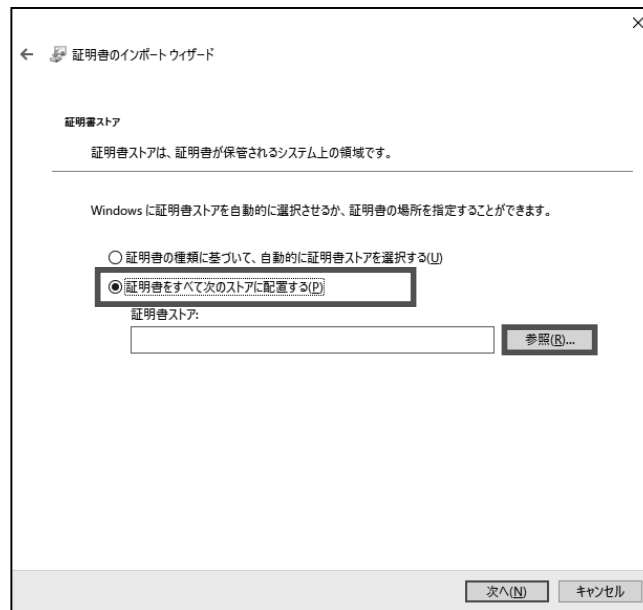 証明書のインポート ウィザード
証明書ストア
証明書ストアは、証明書が保管されるシステム上の領域です。
Windows に証明書ストアを自動的に選択させるか、証明書の場所を指定することができます。
証明書の種類に基づいて、自動的に証明書ストアを選択する(U)
証明書をすべて次のストアに配置する(P)
証明書ストア:
参照(R)...
次へ(N)
キャンセル